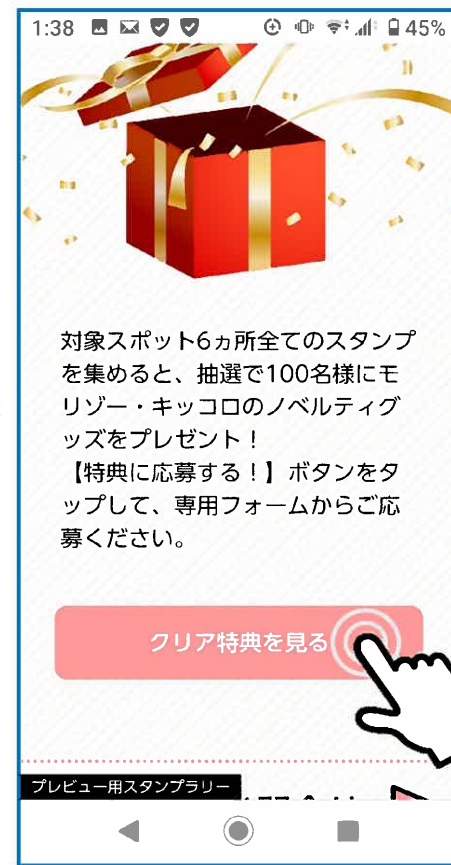 1:38 45%
対象スポット6ヵ所全てのスタンプ
を集めると、抽選で100名様にモ
リゾー・キッコロのノベルティグ
ッズをプレゼント！
【特典に応募する！】ボタンをタ
ップして、専用フォームからご応
募ください。
クリア特典を見る
プレビュー用スタンプラリー